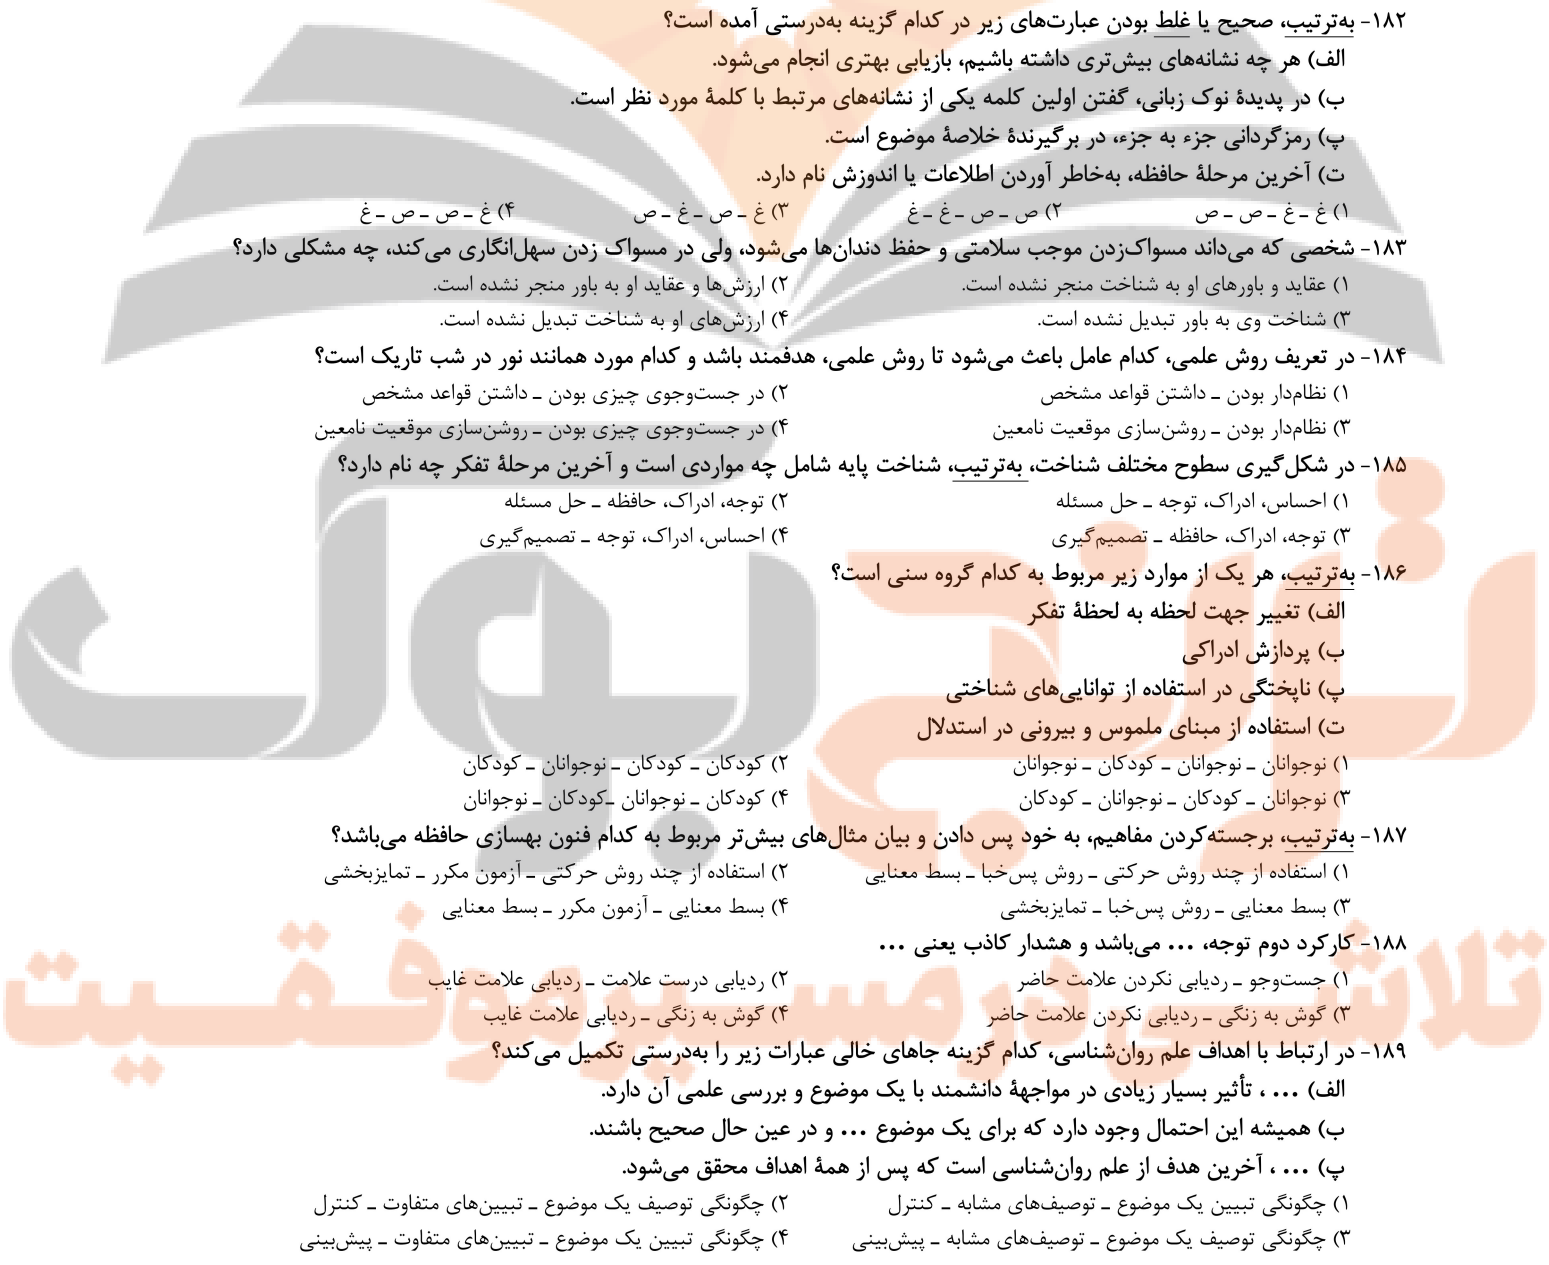 ۱۸۲- به‌ترتیب، صحیح یا غلط بودن عبارت‌های زیر در کدام گزینه به‌درستی آمده است؟
الف) هر چه نشانه‌های بیش‌تری داشته باشیم، بازیابی بهتری انجام می‌شود.
ب) در پدیدهٔ نوک زبانی، گفتن اولین کلمه یکی از نشانه‌های مرتبط با کلمهٔ مورد نظر است.
پ) رمزگردانی جزء به جزء، در برگیرندهٔ خلاصهٔ موضوع است.
ت) آخرین مرحلهٔ حافظه، به‌خاطر آوردن اطلاعات یا اندوزش نام دارد.
۱) غ ـ غ ـ ص ـ ص ۲) ص ـ ص ـ غ ـ غ ۳) غ ـ ص ـ غ ـ ص ۴) غ ـ ص ـ ص ـ غ
۱۸۳- شخصی که می‌داند مسواک‌زدن موجب سلامتی و حفظ دندان‌ها می‌شود، ولی در مسواک زدن سهل‌انگاری می‌کند، چه مشکلی دارد؟
۱) عقاید و باورهای او به شناخت منجر نشده است. ۲) ارزش‌ها و عقاید او به باور منجر نشده است.
۳) شناخت وی به باور تبدیل نشده است. ۴) ارزش‌های او به شناخت تبدیل نشده است.
۱۸۴- در تعریف روش علمی، کدام عامل باعث می‌شود تا روش علمی، هدفمند باشد و کدام مورد همانند نور در شب تاریک است؟
۱) نظام‌دار بودن ـ داشتن قواعد مشخص ۲) در جست‌وجوی چیزی بودن ـ داشتن قواعد مشخص
۳) نظام‌دار بودن ـ روشن‌سازی موقعیت نامعین ۴) در جست‌وجوی چیزی بودن ـ روشن‌سازی موقعیت نامعین
۱۸۵- در شکل‌گیری سطوح مختلف شناخت، به‌ترتیب، شناخت پایه شامل چه مواردی است و آخرین مرحلهٔ تفکر چه نام دارد؟
۱) احساس، ادراک، توجه ـ حل مسئله ۲) توجه، ادراک، حافظه ـ حل مسئله
۳) توجه، ادراک، حافظه ـ تصمیم‌گیری ۴) احساس، ادراک، توجه ـ تصمیم‌گیری
۱۸۶- به‌ترتیب، هر یک از موارد زیر مربوط به کدام گروه سنی است؟
الف) تغییر جهت لحظه به لحظهٔ تفکر
ب) پردازش ادراکی
پ) ناپختگی در استفاده از توانایی‌های شناختی
ت) استفاده از مبنای ملموس و بیرونی در استدلال
۱) نوجوانان ـ نوجوانان ـ کودکان ـ نوجوانان ۲) کودکان ـ کودکان ـ نوجوانان ـ کودکان
۳) نوجوانان ـ کودکان ـ نوجوانان ـ کودکان ۴) کودکان ـ نوجوانان ـکودکان ـ نوجوانان
۱۸۷- به‌ترتیب، برجسته‌کردن مفاهیم، به خود پس دادن و بیان مثال‌های بیش‌تر مربوط به کدام فنون بهسازی حافظه می‌باشد؟
۱) استفاده از چند روش حرکتی ـ روش پس‌خبا ـ بسط معنایی ۲) استفاده از چند روش حرکتی ـ آزمون مکرر ـ تمایزبخشی
۳) بسط معنایی ـ روش پس‌خبا ـ تمایزبخشی ۴) بسط معنایی ـ آزمون مکرر ـ بسط معنایی
۱۸۸- کارکرد دوم توجه، ... می‌باشد و هشدار کاذب یعنی ...
۱) جست‌وجو ـ ردیابی نکردن علامت حاضر ۲) ردیابی درست علامت ـ ردیابی علامت غایب
۳) گوش به زنگی ـ ردیابی نکردن علامت حاضر ۴) گوش به زنگی ـ ردیابی علامت غایب
۱۸۹- در ارتباط با اهداف علم روان‌شناسی، کدام گزینه جاهای خالی عبارات زیر را به‌درستی تکمیل می‌کند؟
الف) ... ، تأثیر بسیار زیادی در مواجههٔ دانشمند با یک موضوع و بررسی علمی آن دارد.
ب) همیشه این احتمال وجود دارد که برای یک موضوع ... و در عین حال صحیح باشند.
پ) ... ، آخرین هدف از علم روان‌شناسی است که پس از همهٔ اهداف محقق می‌شود.
۱) چگونگی تبیین یک موضوع ـ توصیف‌های مشابه ـ کنترل ۲) چگونگی توصیف یک موضوع ـ تبیین‌های متفاوت ـ کنترل
۳) چگونگی توصیف یک موضوع ـ توصیف‌های مشابه ـ پیش‌بینی ۴) چگونگی تبیین یک موضوع ـ تبیین‌های متفاوت ـ پیش‌بینی
ترنج بوک
تلاشی در مسیر موفقیت